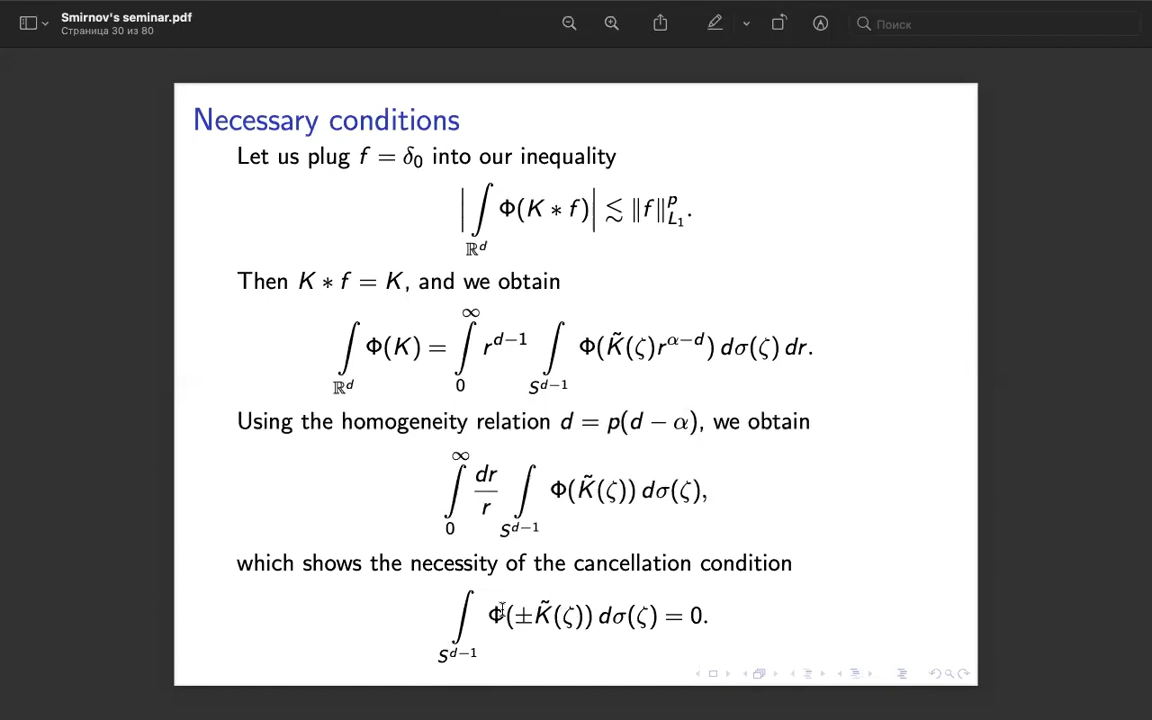 Smirnov's seminar.pdf
Страница 30 из 80
Поиск
Necessary conditions
Let us plug f = δ₀ into our inequality
|∫_{ℝ^d} Φ(K ∗ f)| ≲ ‖f‖^p_{L₁}.
Then K ∗ f = K, and we obtain
∫_{ℝ^d} Φ(K) = ∫_0^∞ r^{d−1} ∫_{S^{d−1}} Φ(K̃(ζ)r^{α−d}) dσ(ζ) dr.
Using the homogeneity relation d = p(d − α), we obtain
∫_0^∞ dr/r ∫_{S^{d−1}} Φ(K̃(ζ)) dσ(ζ),
which shows the necessity of the cancellation condition
∫_{S^{d−1}} Φ(±K̃(ζ)) dσ(ζ) = 0.